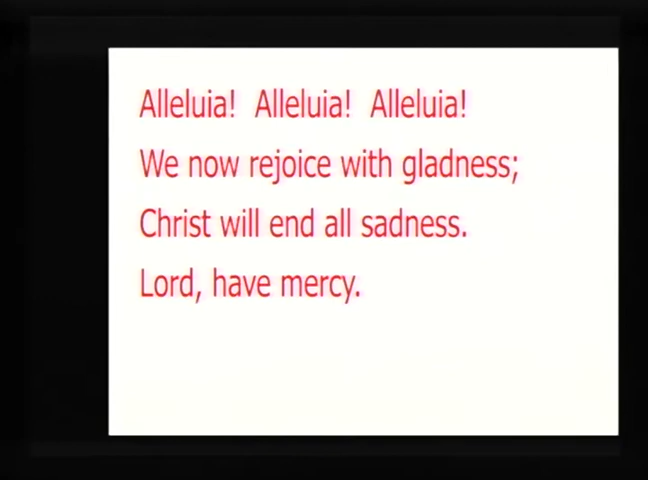 Alleluia!  Alleluia!  Alleluia!
We now rejoice with gladness;
Christ will end all sadness.
Lord, have mercy.